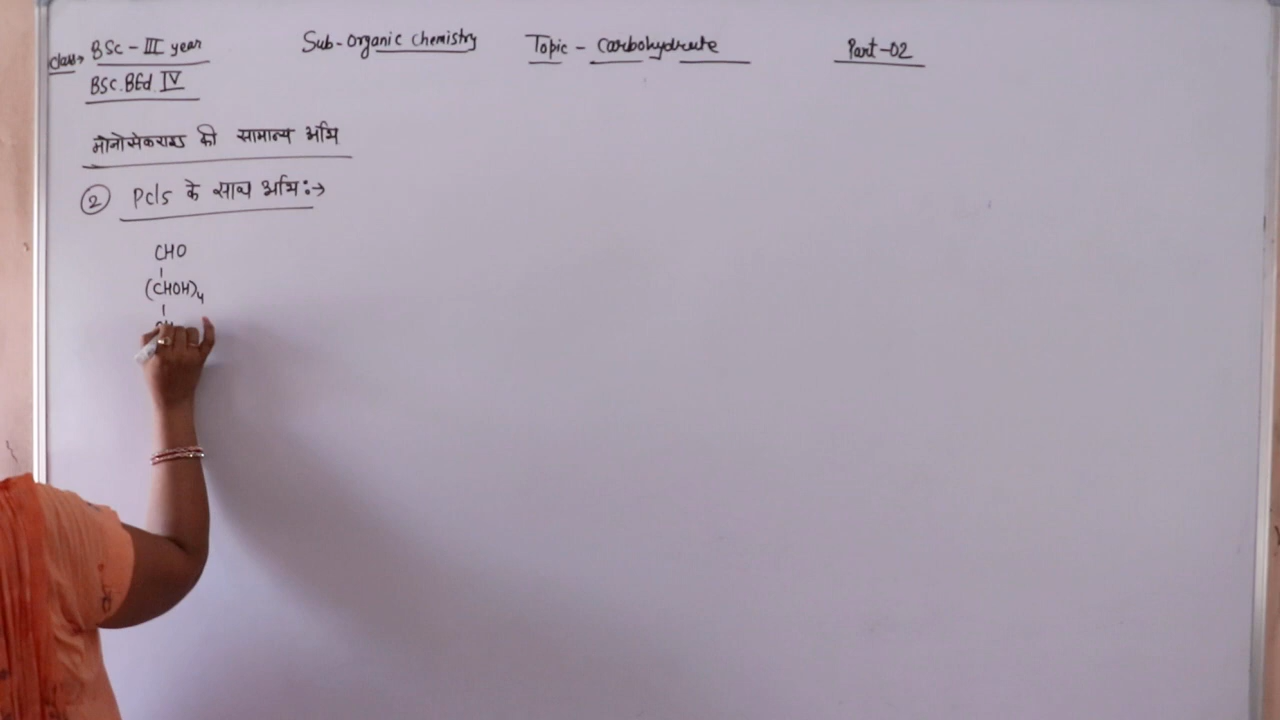 Class→ BSc - III year Sub-Organic Chemistry Topic - Carbohydrate Part-02
BSc.BEd IV
मोनोसेकराइड की सामान्य अभि
② Pcl5 के साथ अभि:→
CHO
(CHOH)4